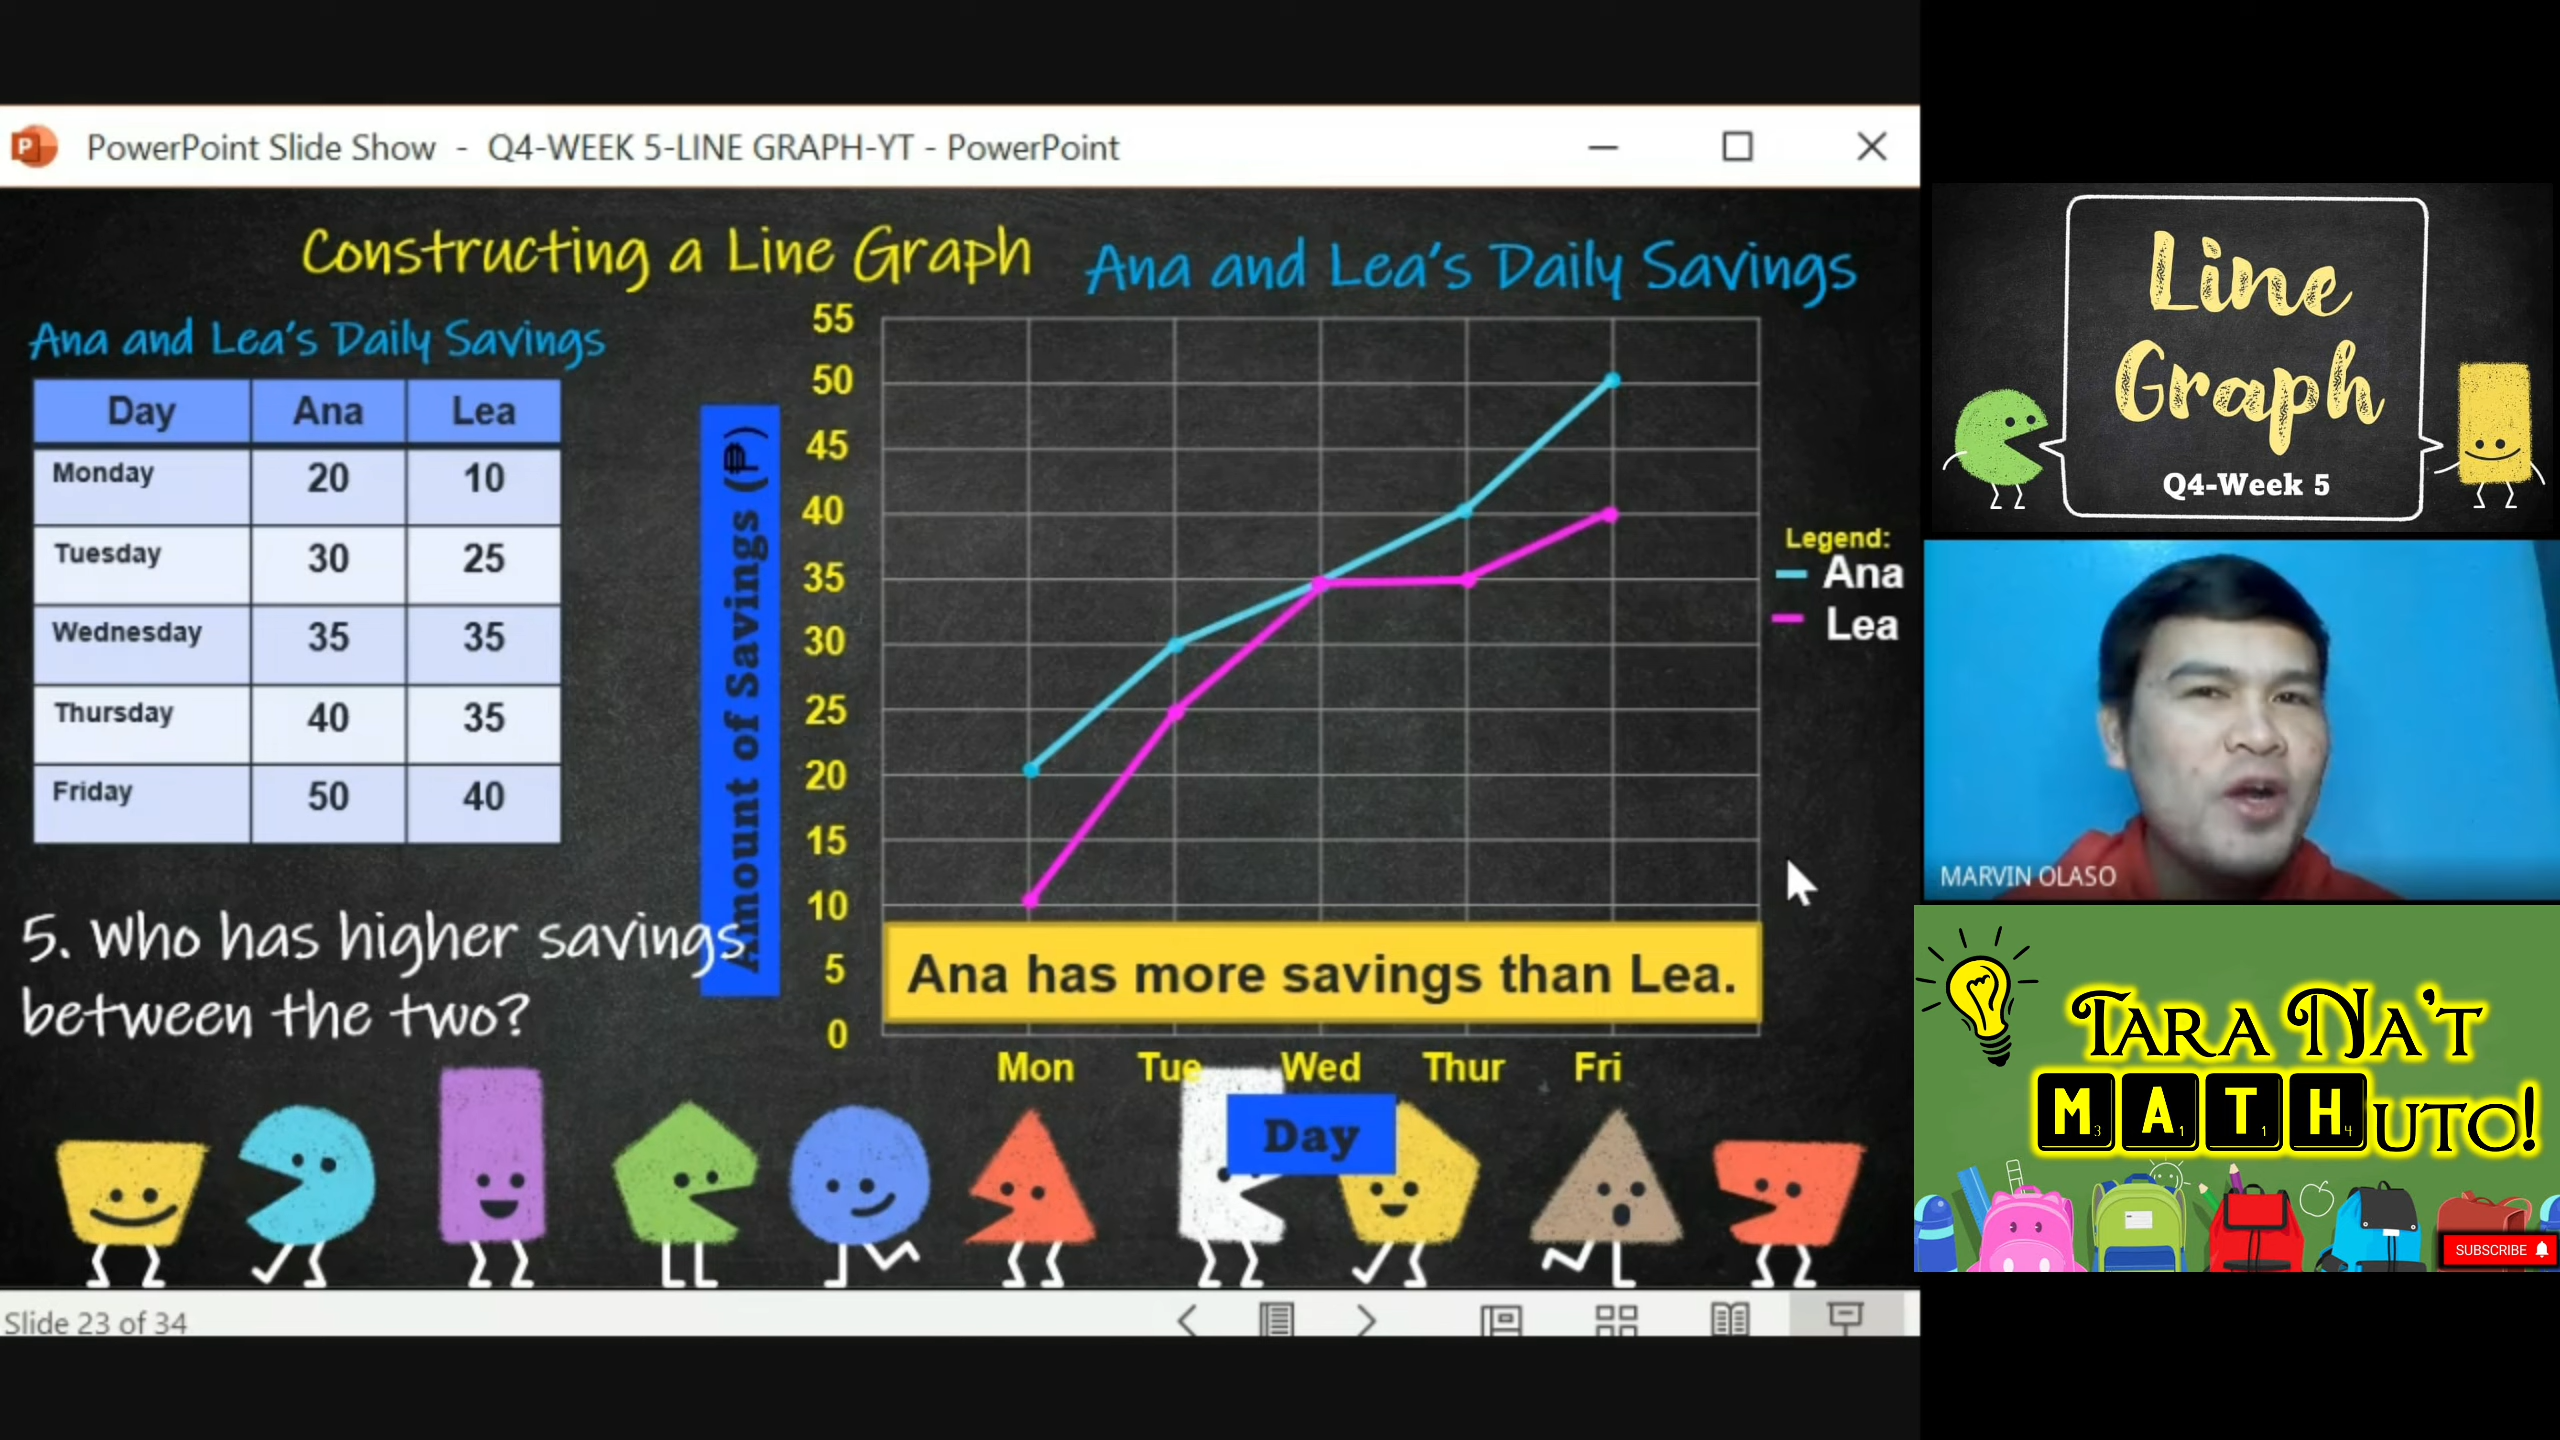 PowerPoint Slide Show - Q4-WEEK 5-LINE GRAPH-YT - PowerPoint
Constructing a Line Graph
Ana and Lea's Daily Savings
Day Ana Lea
Monday 20 10
Tuesday 30 25
Wednesday 35 35
Thursday 40 35
Friday 50 40
5. Who has higher savings
between the two?
Ana and Lea's Daily Savings
Amount of Savings (₱)
55
50
45
40
35
30
25
20
15
10
5
0
Mon Tue Wed Thur Fri
Day
Legend:
Ana
Lea
Ana has more savings than Lea.
Slide 23 of 34
Line
Graph
Q4-Week 5
MARVIN OLASO
TARA NA'T
MATHUTO!
SUBSCRIBE